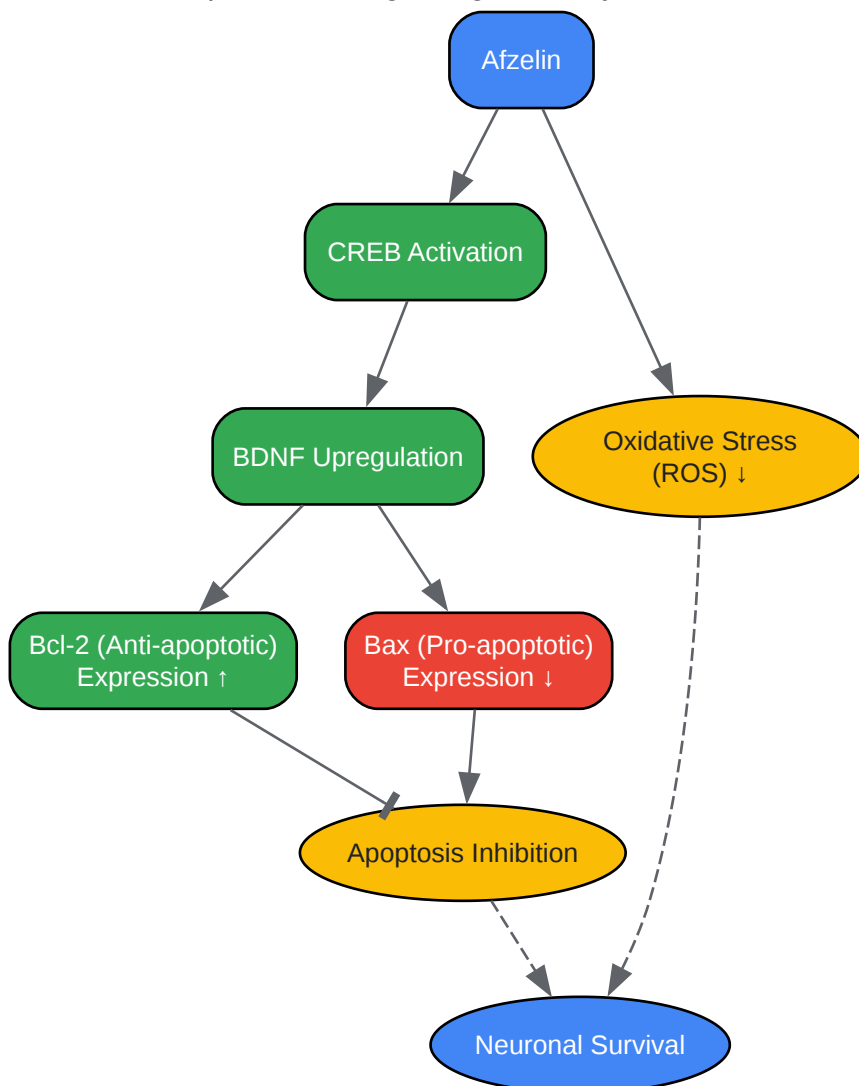 Afzelin
CREB Activation
BDNF Upregulation
Oxidative Stress
(ROS) ↓
Bcl-2 (Anti-apoptotic)
Expression ↑
Bax (Pro-apoptotic)
Expression ↓
Apoptosis Inhibition
Neuronal Survival